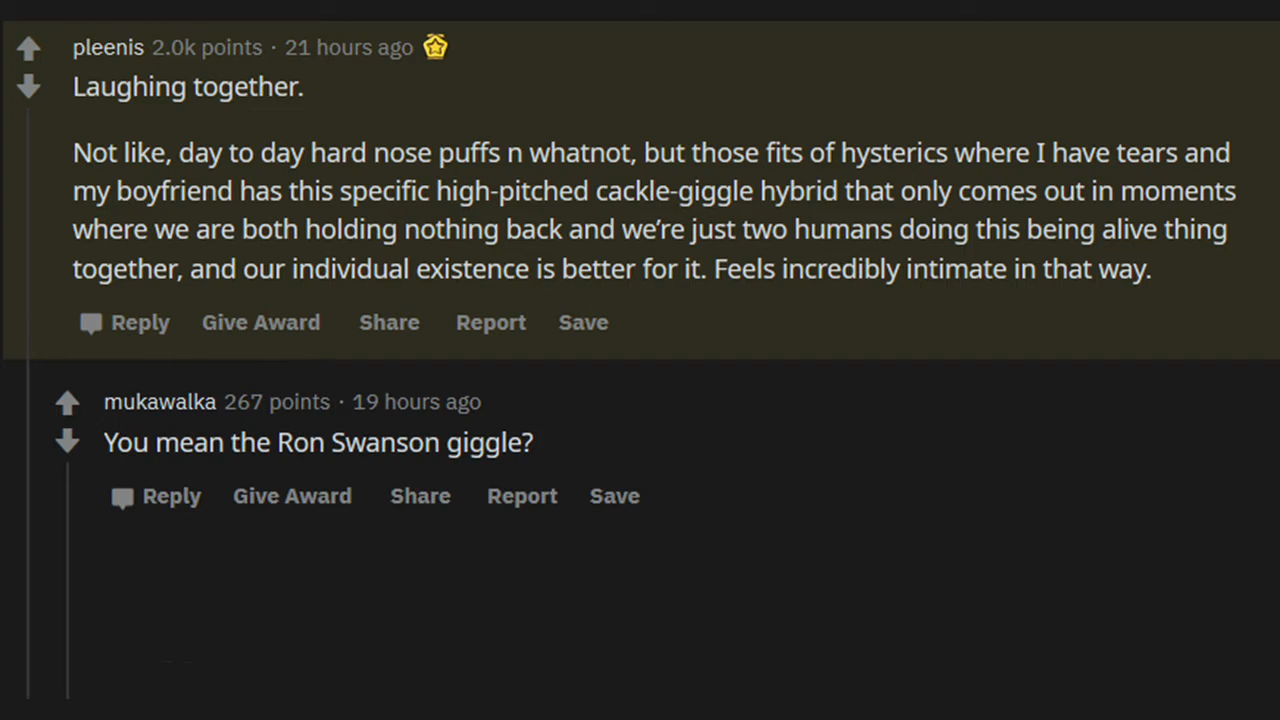 pleenis 2.0k points · 21 hours ago
Laughing together.
Not like, day to day hard nose puffs n whatnot, but those fits of hysterics where I have tears and
my boyfriend has this specific high-pitched cackle-giggle hybrid that only comes out in moments
where we are both holding nothing back and we’re just two humans doing this being alive thing
together, and our individual existence is better for it. Feels incredibly intimate in that way.
Reply Give Award Share Report Save
mukawalka 267 points · 19 hours ago
You mean the Ron Swanson giggle?
Reply Give Award Share Report Save